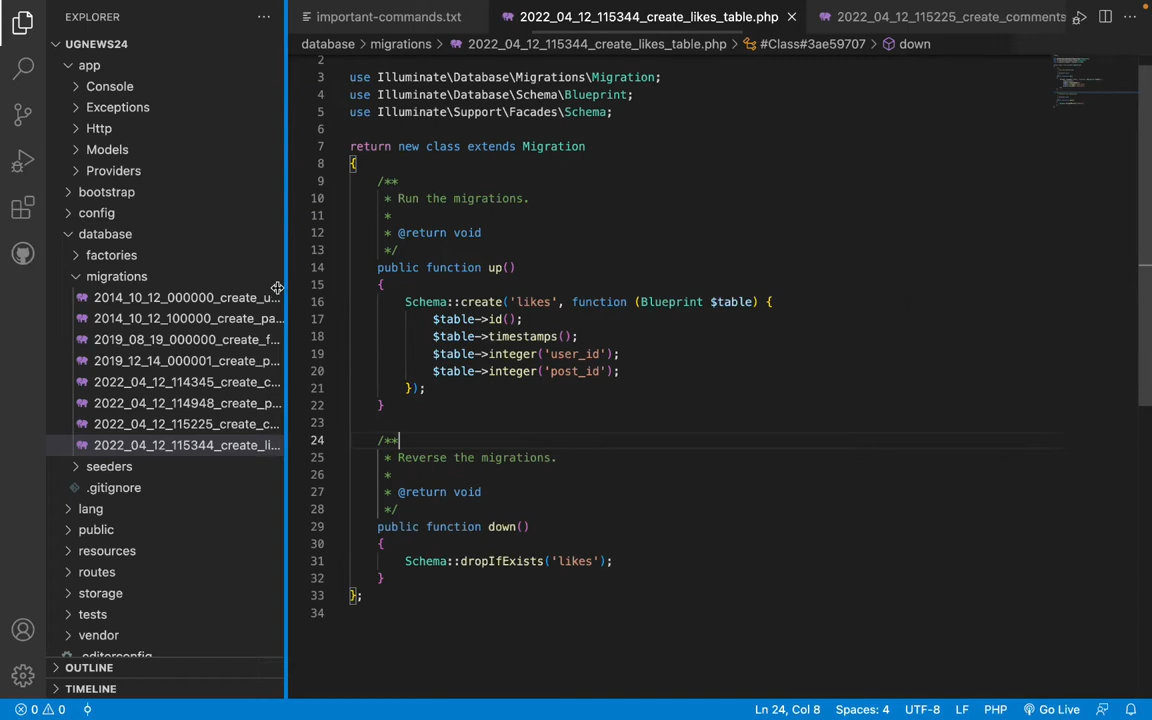 EXPLORER
UGNEWS24
app
Console
Exceptions
Http
Models
Providers
bootstrap
config
database
factories
migrations
2014_10_12_000000_create_u...
2014_10_12_100000_create_pa...
2019_08_19_000000_create_f...
2019_12_14_000001_create_p...
2022_04_12_114345_create_c...
2022_04_12_114948_create_p...
2022_04_12_115225_create_c...
2022_04_12_115344_create_li...
seeders
.gitignore
lang
public
resources
routes
storage
tests
vendor
.editorconfig
OUTLINE
TIMELINE
important-commands.txt 2022_04_12_115344_create_likes_table.php 2022_04_12_115225_create_comments
database > migrations > 2022_04_12_115344_create_likes_table.php > #Class#3ae59707 > down
2
3 use Illuminate\Database\Migrations\Migration;
4 use Illuminate\Database\Schema\Blueprint;
5 use Illuminate\Support\Facades\Schema;
6
7 return new class extends Migration
8 {
9 /**
10 * Run the migrations.
11 *
12 * @return void
13 */
14 public function up()
15 {
16 Schema::create('likes', function (Blueprint $table) {
17 $table->id();
18 $table->timestamps();
19 $table->integer('user_id');
20 $table->integer('post_id');
21 });
22 }
23
24 /**
25 * Reverse the migrations.
26 *
27 * @return void
28 */
29 public function down()
30 {
31 Schema::dropIfExists('likes');
32 }
33 };
34
0 0 Ln 24, Col 8 Spaces: 4 UTF-8 LF PHP Go Live